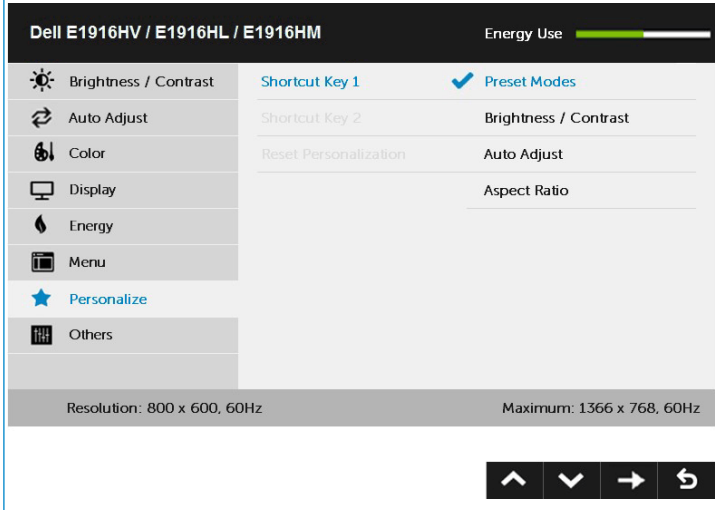 Dell E1916HV / E1916HL / E1916HM Energy Use
Brightness / Contrast Shortcut Key 1 Preset Modes
Auto Adjust Shortcut Key 2 Brightness / Contrast
Color Reset Personalization Auto Adjust
Display Aspect Ratio
Energy
Menu
Personalize
Others
Resolution: 800 x 600, 60Hz Maximum: 1366 x 768, 60Hz